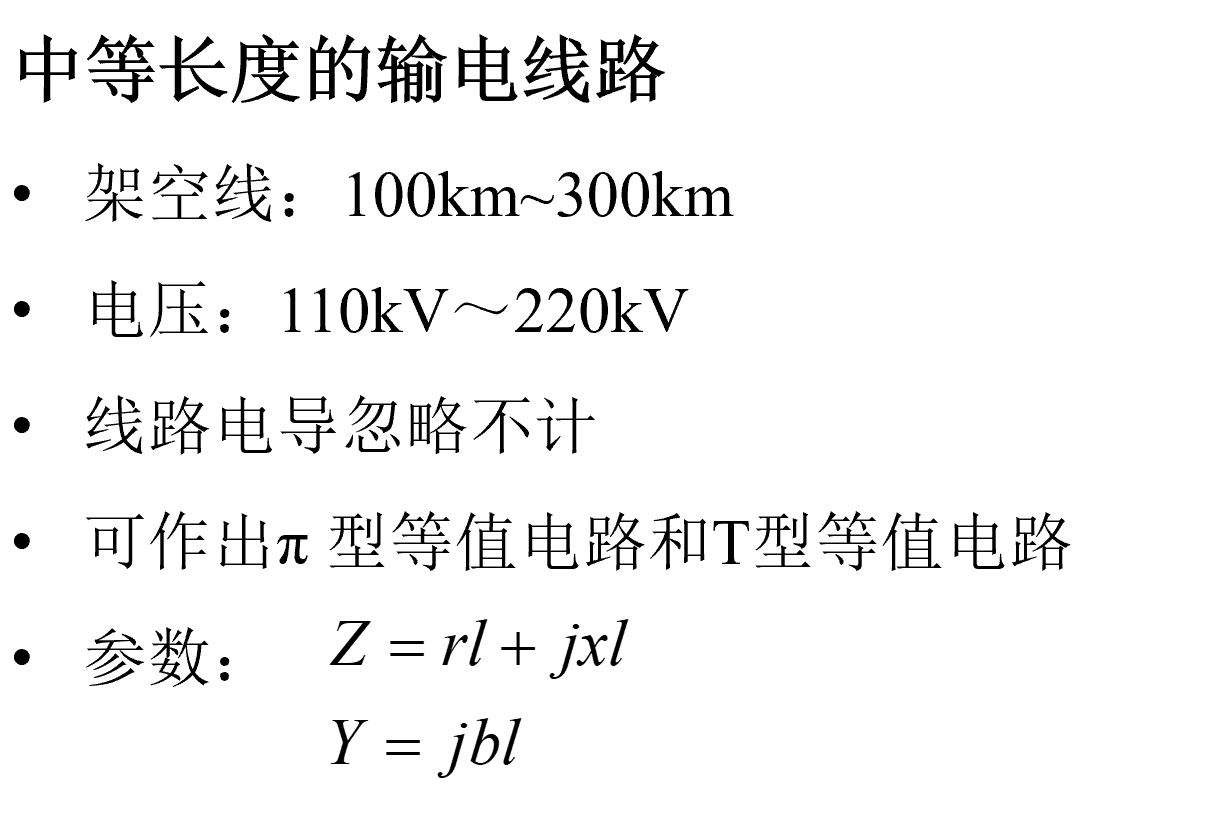 中等长度的输电线路
• 架空线：100km~300km
• 电压：110kV～220kV
• 线路电导忽略不计
• 可作出π 型等值电路和T型等值电路
• 参数： Z = rl + jxl
Y = jbl